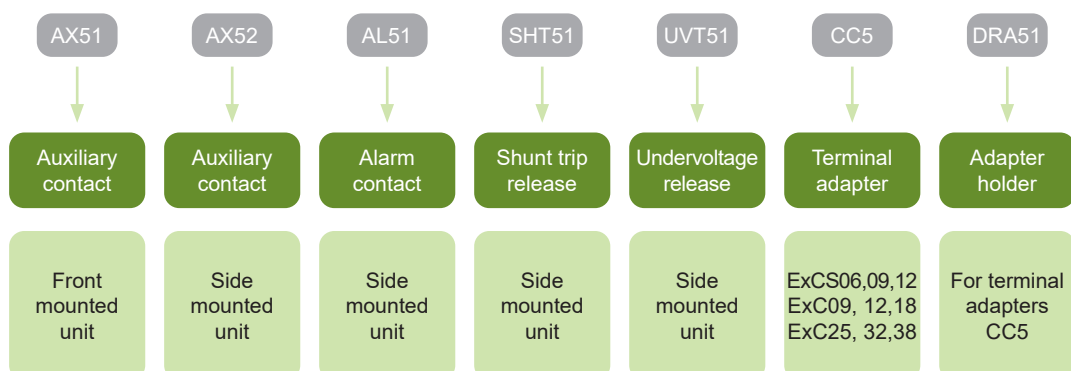 AX51
AX52
AL51
SHT51
UVT51
CC5
DRA51
Auxiliary
contact
Auxiliary
contact
Alarm
contact
Shunt trip
release
Undervoltage
release
Terminal
adapter
Adapter
holder
Front
mounted
unit
Side
mounted
unit
Side
mounted
unit
Side
mounted
unit
Side
mounted
unit
ExCS06,09,12
ExC09, 12,18
ExC25, 32,38
For terminal
adapters
CC5